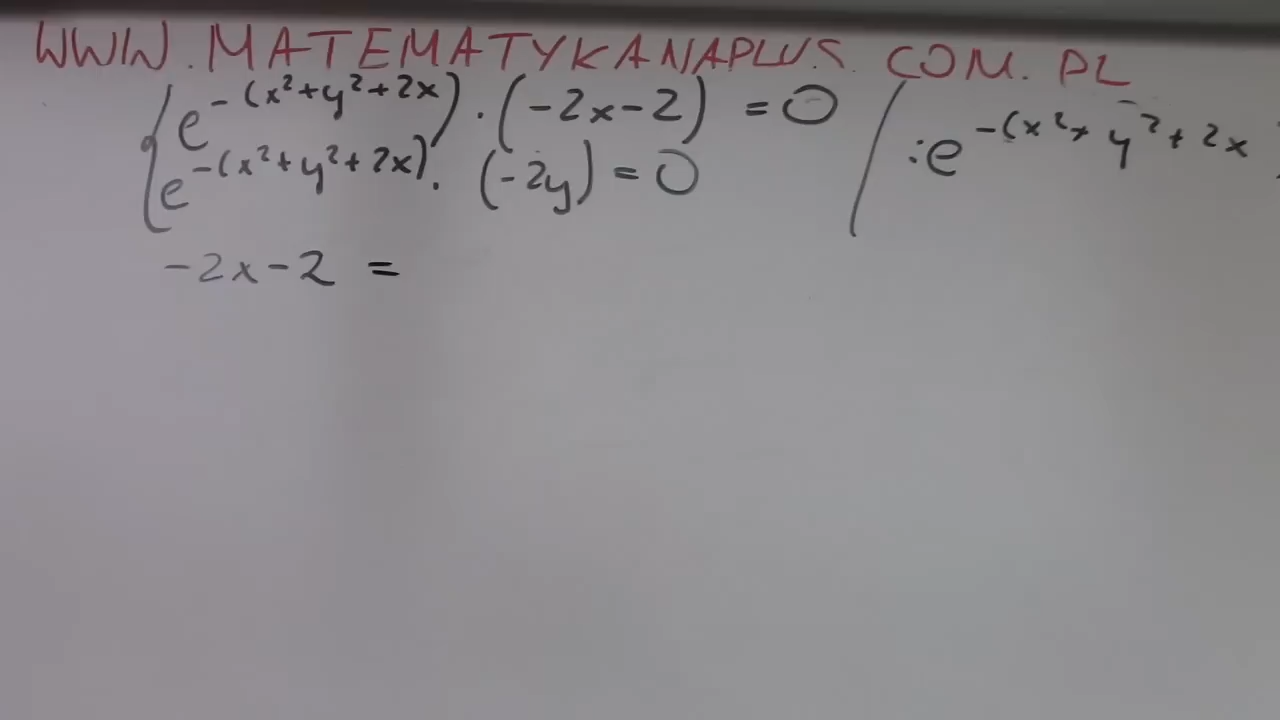 WWW.MATEMATYKANAPLUS.COM.PL
{ e^-(x²+y²+2x) · (-2x-2) = 0 / :e^-(x²+y²+2x)
e^-(x²+y²+2x) · (-2y) = 0
-2x-2 =